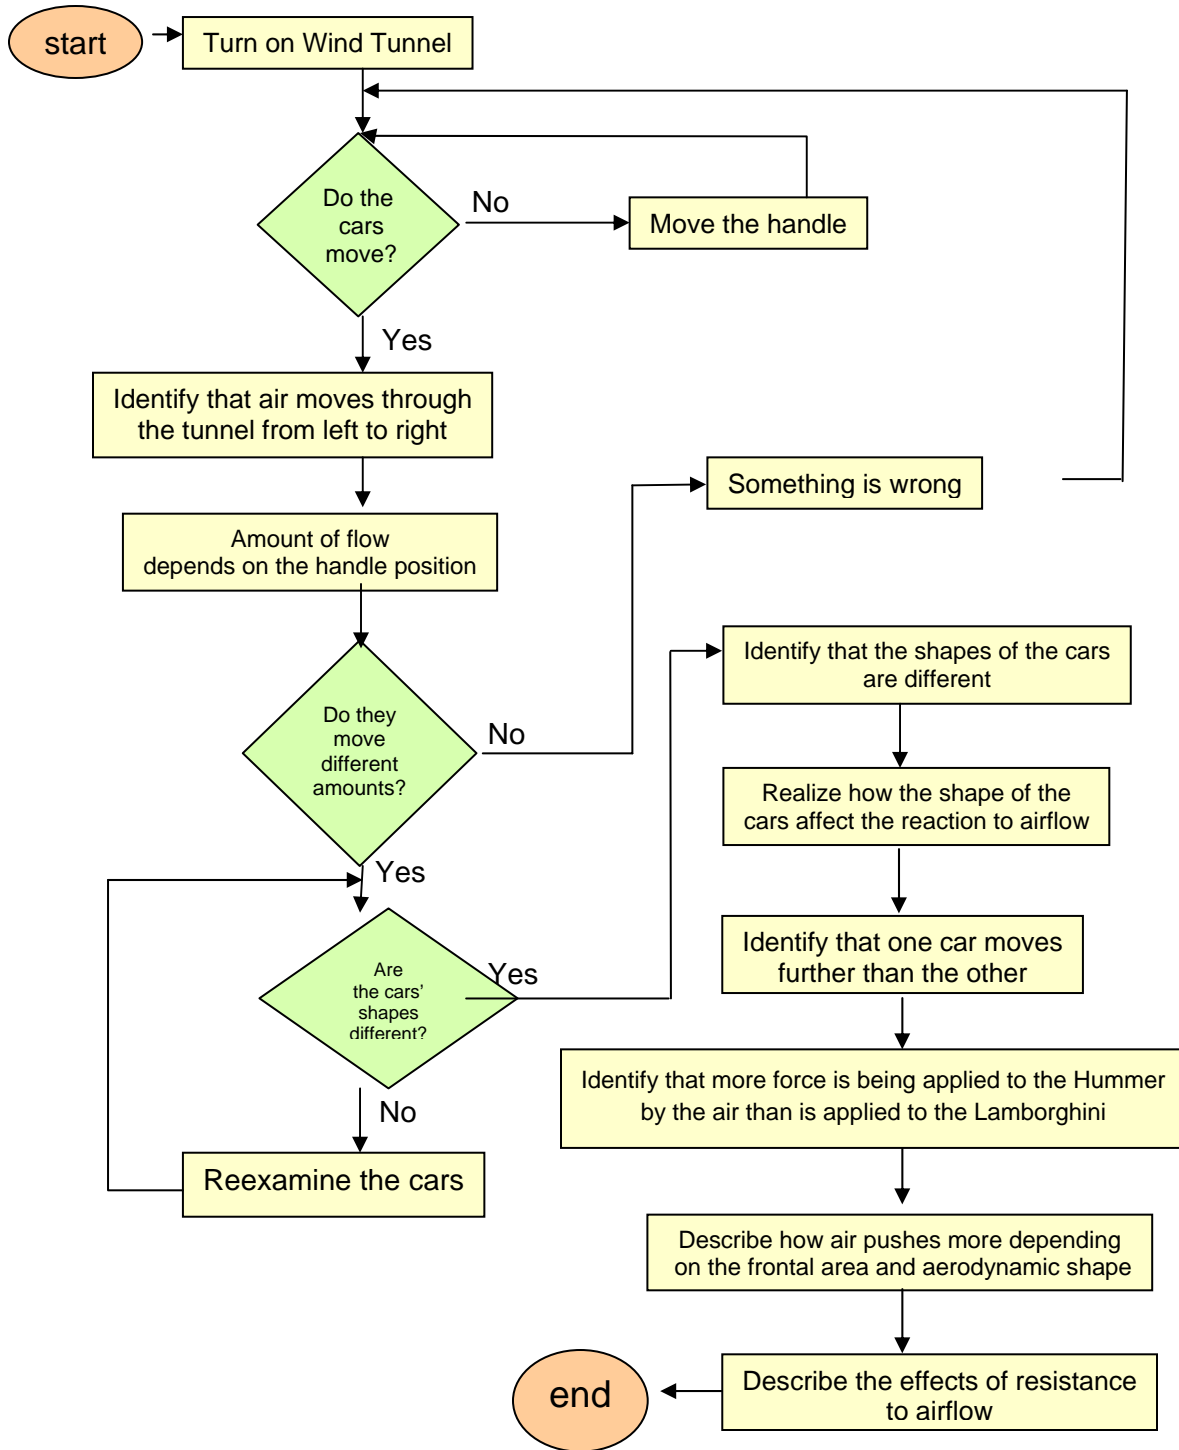 start
Turn on Wind Tunnel
Do the
cars
move?
No
Move the handle
Yes
Identify that air moves through
the tunnel from left to right
Something is wrong
Amount of flow
depends on the handle position
Do they
move
different
amounts?
No
Yes
Identify that the shapes of the cars
are different
Realize how the shape of the
cars affect the reaction to airflow
Are
the cars’
shapes
different?
Yes
No
Reexamine the cars
Identify that one car moves
further than the other
Identify that more force is being applied to the Hummer
by the air than is applied to the Lamborghini
Describe how air pushes more depending
on the frontal area and aerodynamic shape
Describe the effects of resistance
to airflow
end